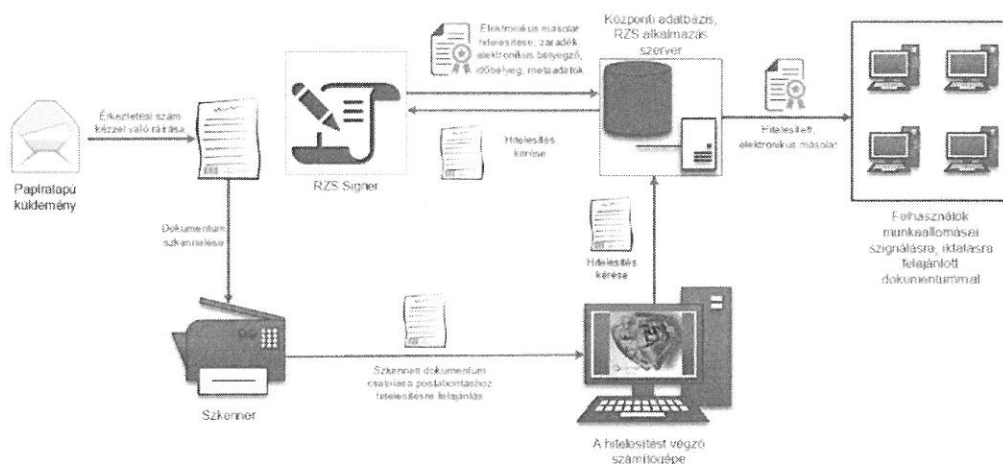 Elektronikus másolat
hitelesítése, záradék,
elektronikus bélyegző,
időbélyeg, metaadatok
Központi adatbázis,
RZS alkalmazás
szerver
Érkeztetési szám
kézzel való ráírása
Hitelesítés
kérése
Hitelesített,
elektronikus másolat
Papíralapú
küldemény
RZS Signer
Dokumentum
szkennelése
Hitelesítés
kérése
Felhasználók
munkaállomásai
szignálásra, iktatásra
felajánlott
dokumentummal
Szkennelt dokumentum
csatolása postabontáshoz
hitelesítésre felajánlás
Szkenner
A hitelesítést végző
számítógépe